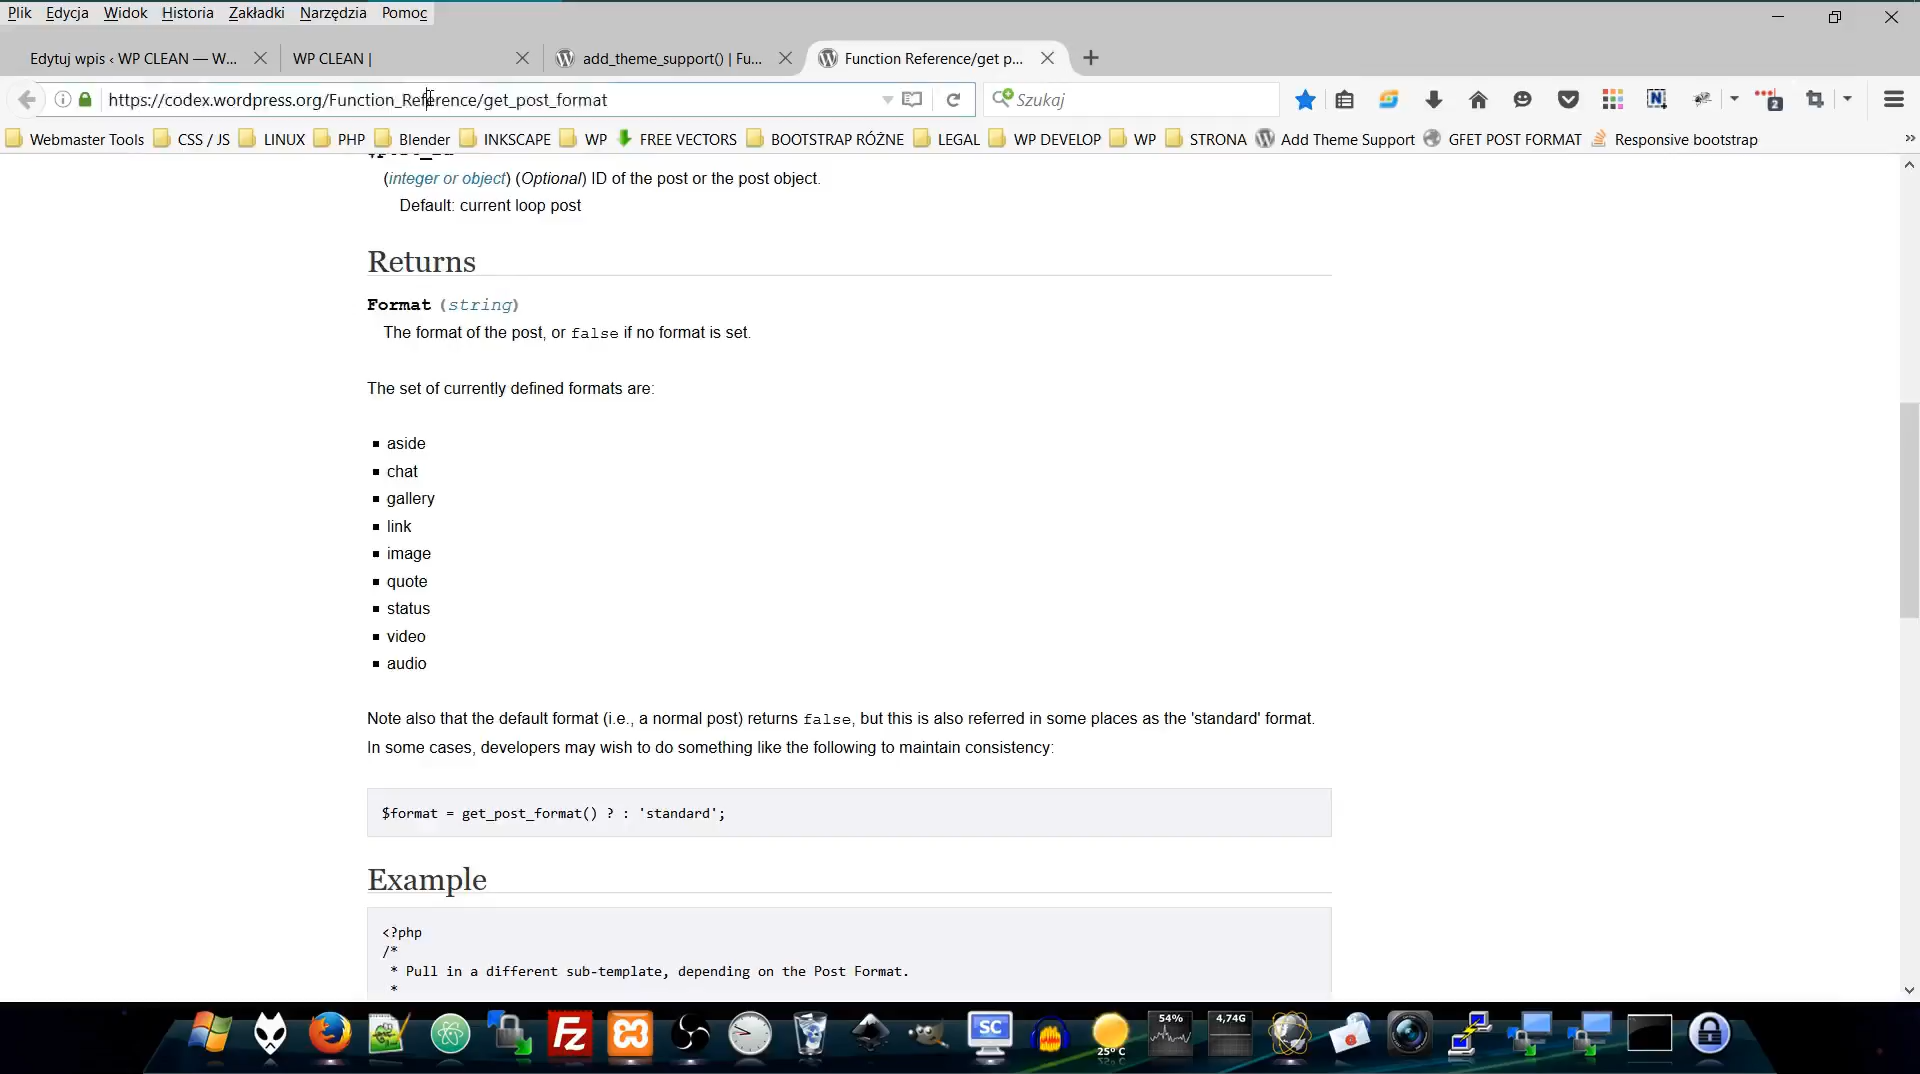 Plik Edycja Widok Historia Zakładki Narzędzia Pomoc
Edytuj wpis ‹ WP CLEAN — W... WP CLEAN | add_theme_support() | Fu... Function Reference/get p...
https://codex.wordpress.org/Function_Reference/get_post_format Szukaj 2
Webmaster Tools CSS / JS LINUX PHP Blender INKSCAPE WP FREE VECTORS BOOTSTRAP RÓŻNE LEGAL WP DEVELOP WP STRONA Add Theme Support GFET POST FORMAT Responsive bootstrap
(integer or object) (Optional) ID of the post or the post object.
Default: current loop post
Returns
Format (string)
The format of the post, or false if no format is set.
The set of currently defined formats are:
aside
chat
gallery
link
image
quote
status
video
audio
Note also that the default format (i.e., a normal post) returns false, but this is also referred in some places as the 'standard' format.
In some cases, developers may wish to do something like the following to maintain consistency:
$format = get_post_format() ? : 'standard';
Example
<?php
/*
* Pull in a different sub-template, depending on the Post Format.
*
Fz SC 25° C 54% 4,74G